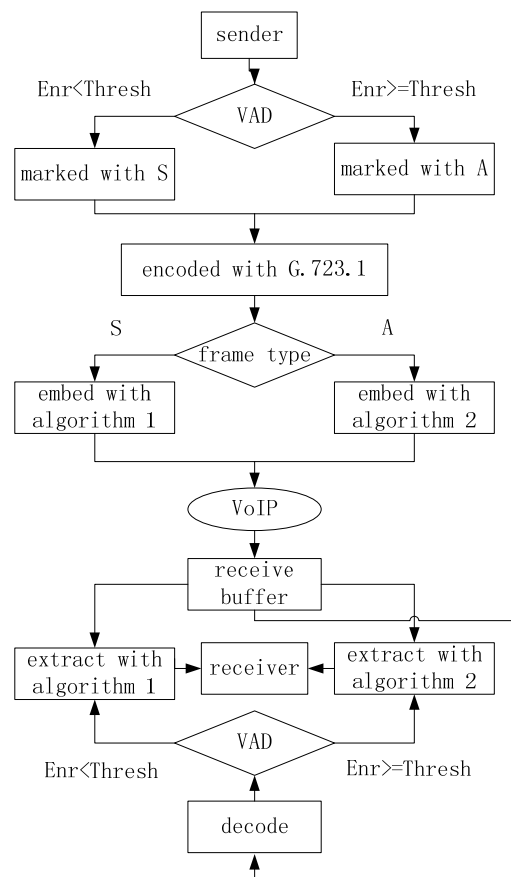 sender
Enr<Thresh
VAD
Enr>=Thresh
marked with S
marked with A
encoded with G.723.1
S
frame type
A
embed with
algorithm 1
embed with
algorithm 2
VoIP
receive
buffer
extract with
algorithm 1
receiver
extract with
algorithm 2
VAD
Enr<Thresh
Enr>=Thresh
decode